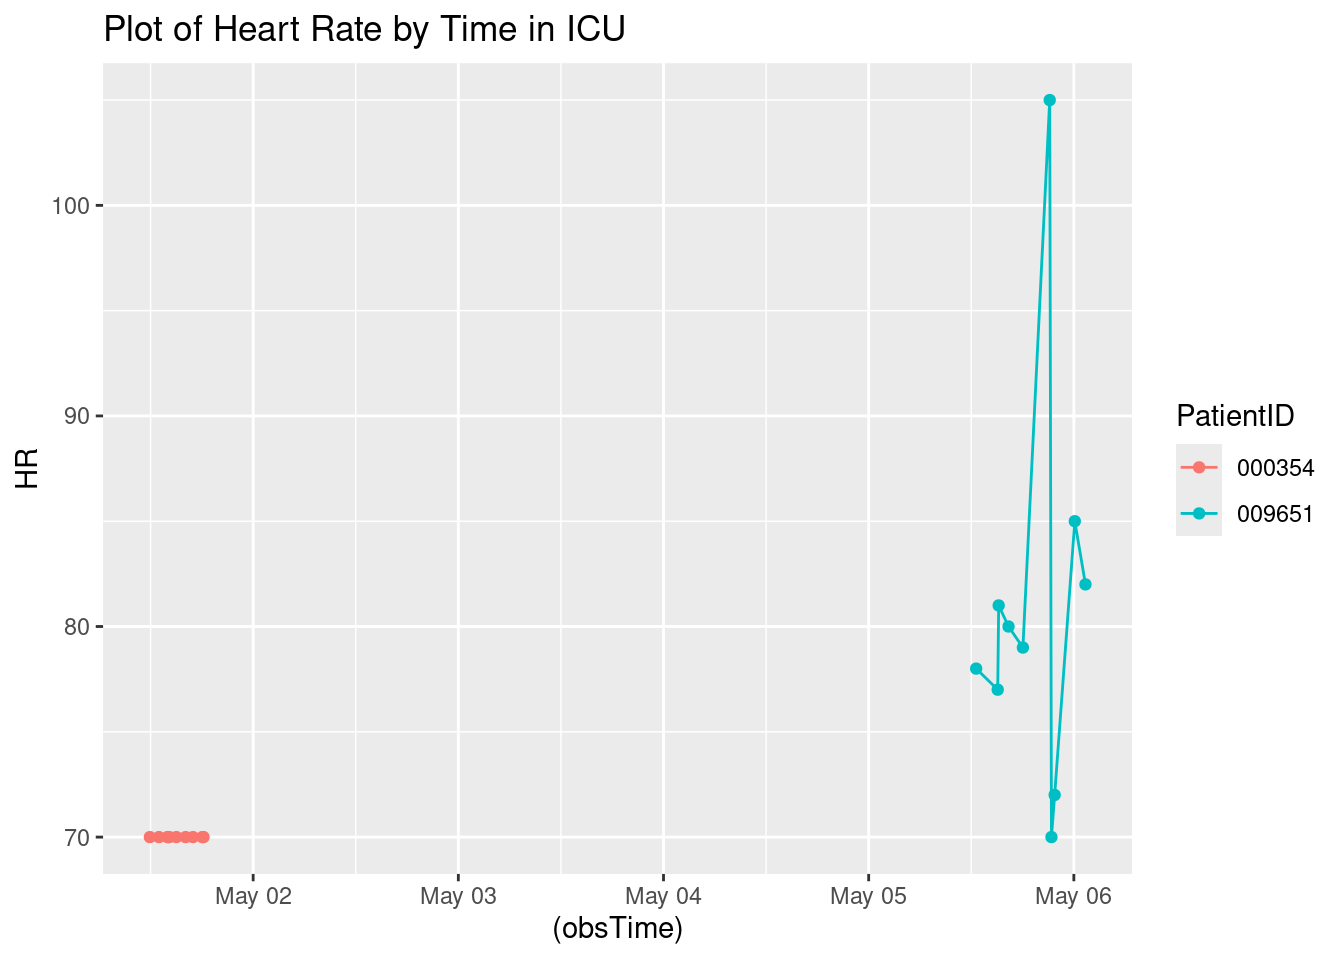 Plot of Heart Rate by Time in ICU
100
90
80
70
HR
May 02
May 03
May 04
May 05
May 06
(obsTime)
PatientID
000354
009651